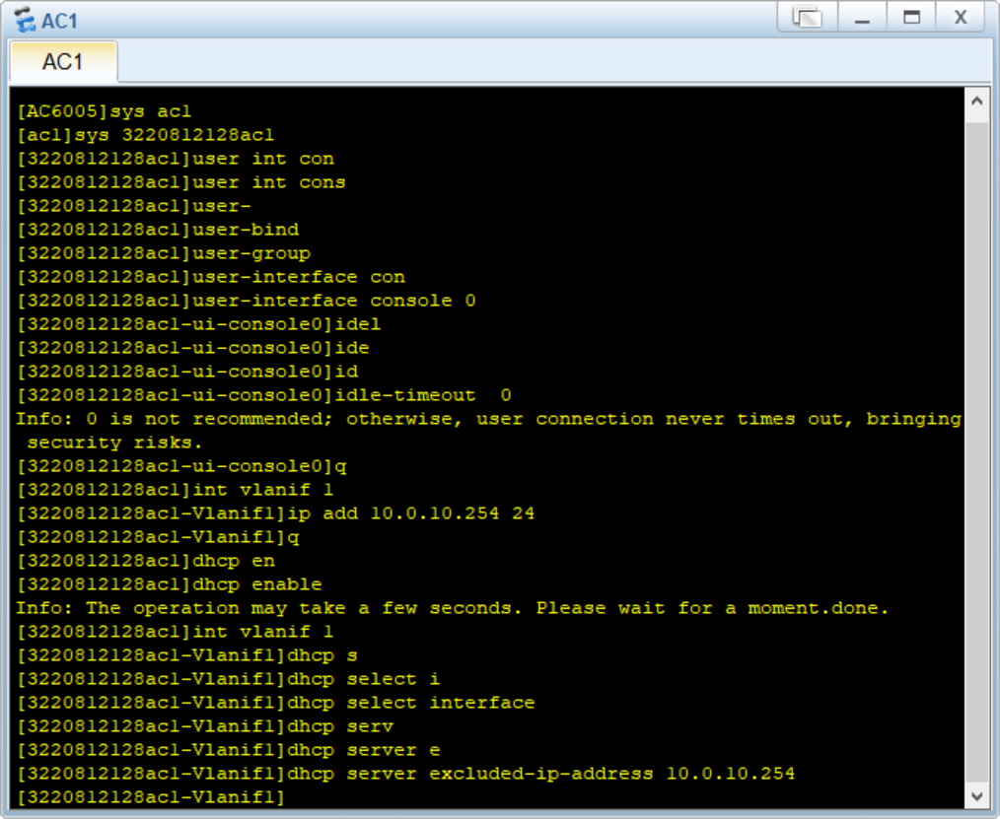 AC1
AC1
[AC6005]sys ac1
[ac1]sys 3220812128ac1
[3220812128ac1]user int con
[3220812128ac1]user int cons
[3220812128ac1]user-
[3220812128ac1]user-bind
[3220812128ac1]user-group
[3220812128ac1]user-interface con
[3220812128ac1]user-interface console 0
[3220812128ac1-ui-console0]idel
[3220812128ac1-ui-console0]ide
[3220812128ac1-ui-console0]id
[3220812128ac1-ui-console0]idle-timeout  0
Info: 0 is not recommended; otherwise, user connection never times out, bringing
 security risks.
[3220812128ac1-ui-console0]q
[3220812128ac1]int vlanif 1
[3220812128ac1-Vlanif1]ip add 10.0.10.254 24
[3220812128ac1-Vlanif1]q
[3220812128ac1]dhcp en
[3220812128ac1]dhcp enable
Info: The operation may take a few seconds. Please wait for a moment.done.
[3220812128ac1]int vlanif 1
[3220812128ac1-Vlanif1]dhcp s
[3220812128ac1-Vlanif1]dhcp select i
[3220812128ac1-Vlanif1]dhcp select interface
[3220812128ac1-Vlanif1]dhcp serv
[3220812128ac1-Vlanif1]dhcp server e
[3220812128ac1-Vlanif1]dhcp server excluded-ip-address 10.0.10.254
[3220812128ac1-Vlanif1]